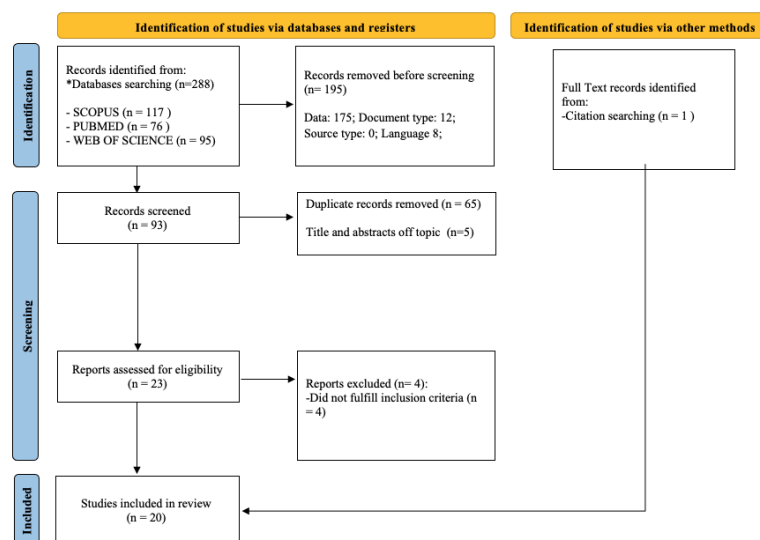 Identification of studies via databases and registers
Identification of studies via other methods
Identification
Records identified from:
*Databases searching (n=288)
- SCOPUS (n = 117 )
- PUBMED (n = 76 )
- WEB OF SCIENCE (n = 95)
Records removed before screening
(n= 195)
Data: 175; Document type: 12;
Source type: 0; Language 8;
Full Text records identified
from:
-Citation searching (n = 1 )
Screening
Records screened
(n = 93)
Duplicate records removed (n = 65)
Title and abstracts off topic (n=5)
Reports assessed for eligibility
(n = 23)
Reports excluded (n= 4):
-Did not fulfill inclusion criteria (n
= 4)
Included
Studies included in review
(n = 20)